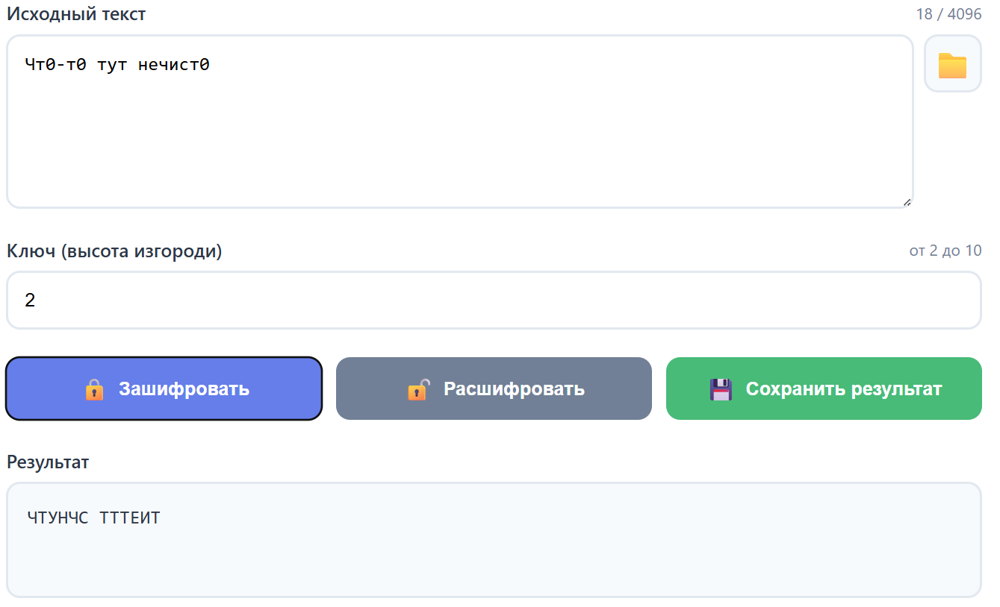 Исходный текст 18 / 4096
Чт0-т0 тут нечист0
Ключ (высота изгороди) от 2 до 10
2
Зашифровать Расшифровать Сохранить результат
Результат
ЧТУНЧС ТТТЕИТ